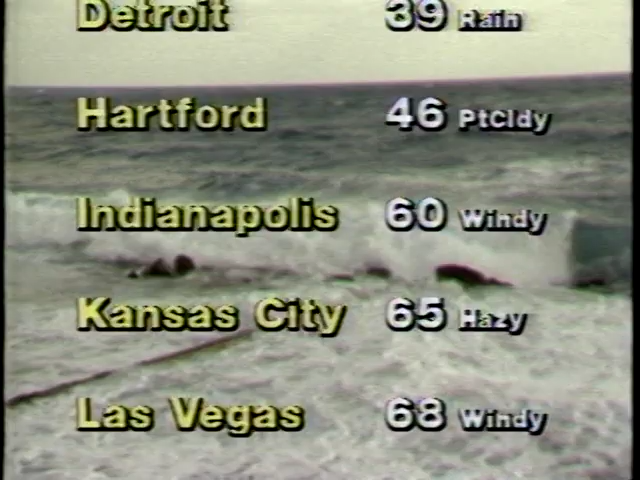 Detroit 39 Rain
Hartford 46 PtCldy
Indianapolis 60 Windy
Kansas City 65 Hazy
Las Vegas 68 Windy